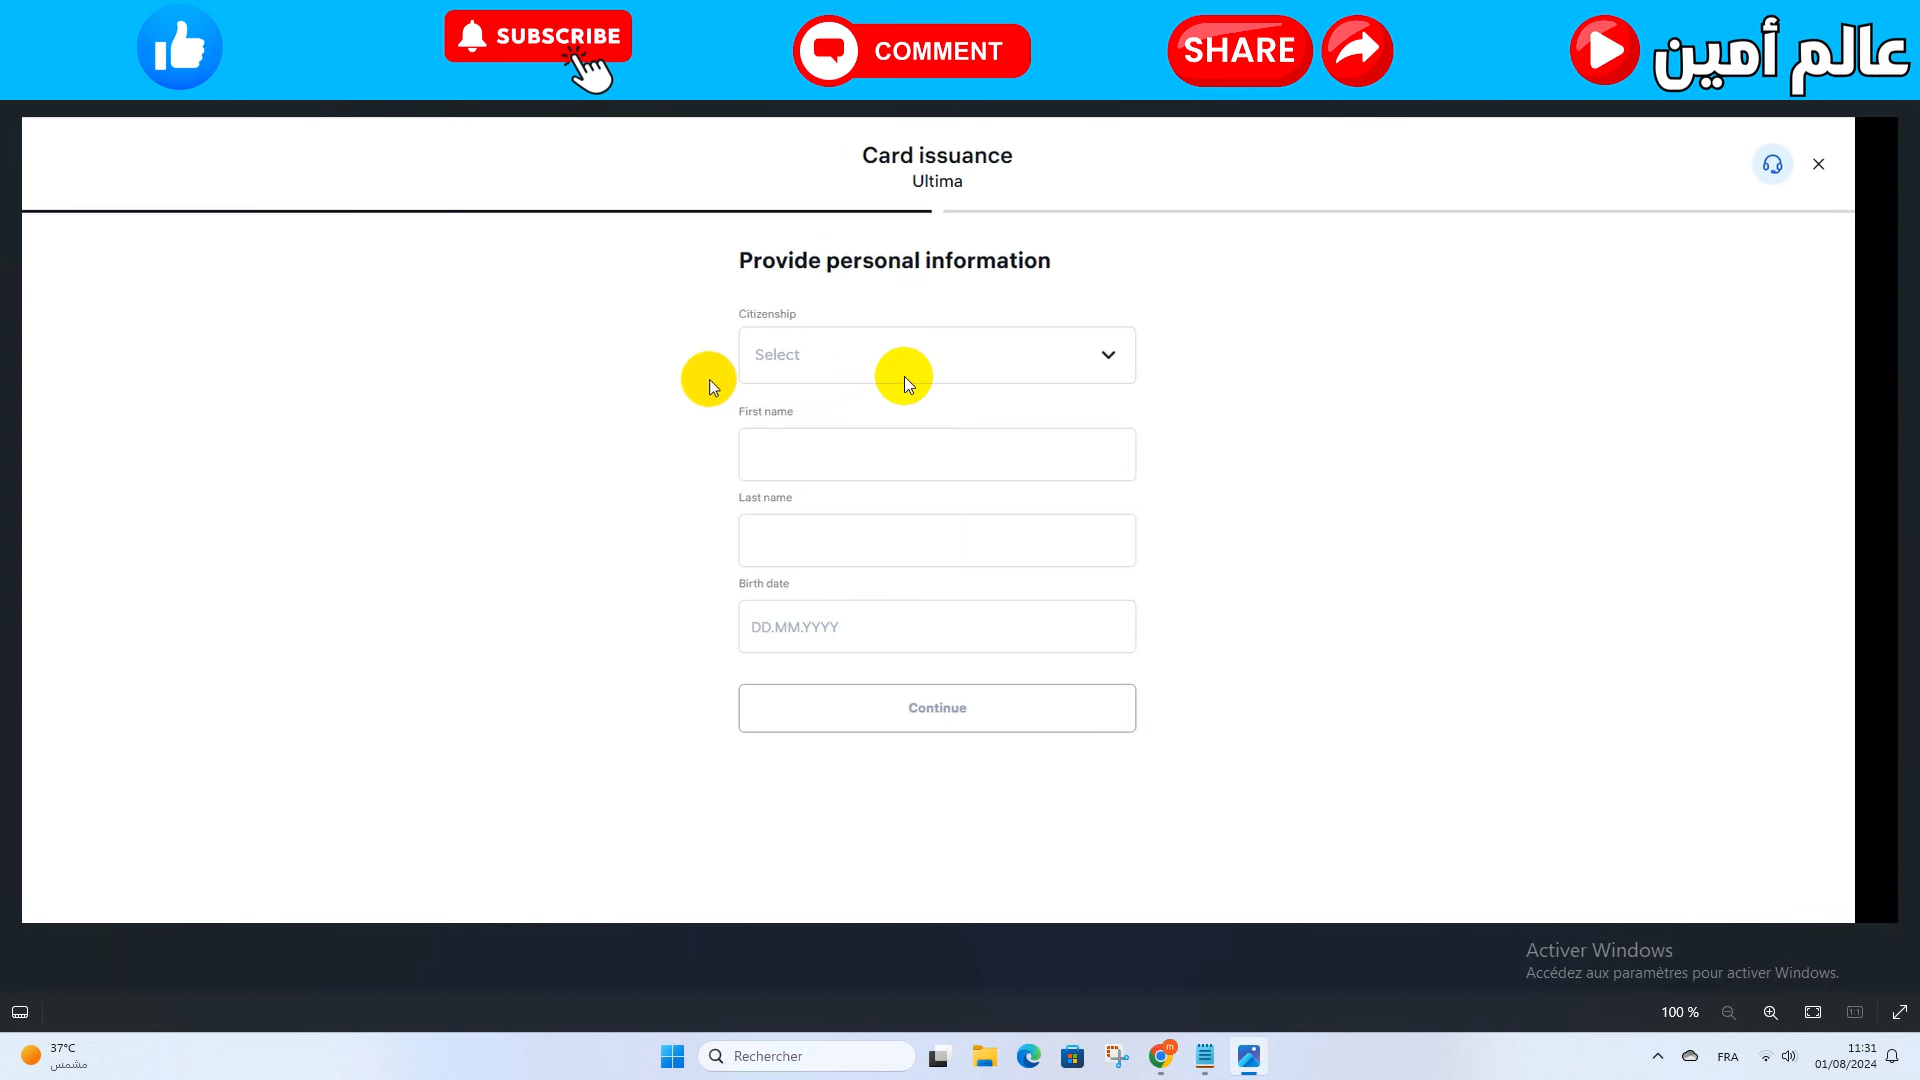 SUBSCRIBE
COMMENT
SHARE
عالم أمين
Card issuance
Ultima
Provide personal information
Citizenship
Select
First name
Last name
Birth date
DD.MM.YYYY
Continue
Activer Windows
Accédez aux paramètres pour activer Windows.
100 %
1:1
37°C
مشمس
Rechercher
m
FRA
11:31
01/08/2024